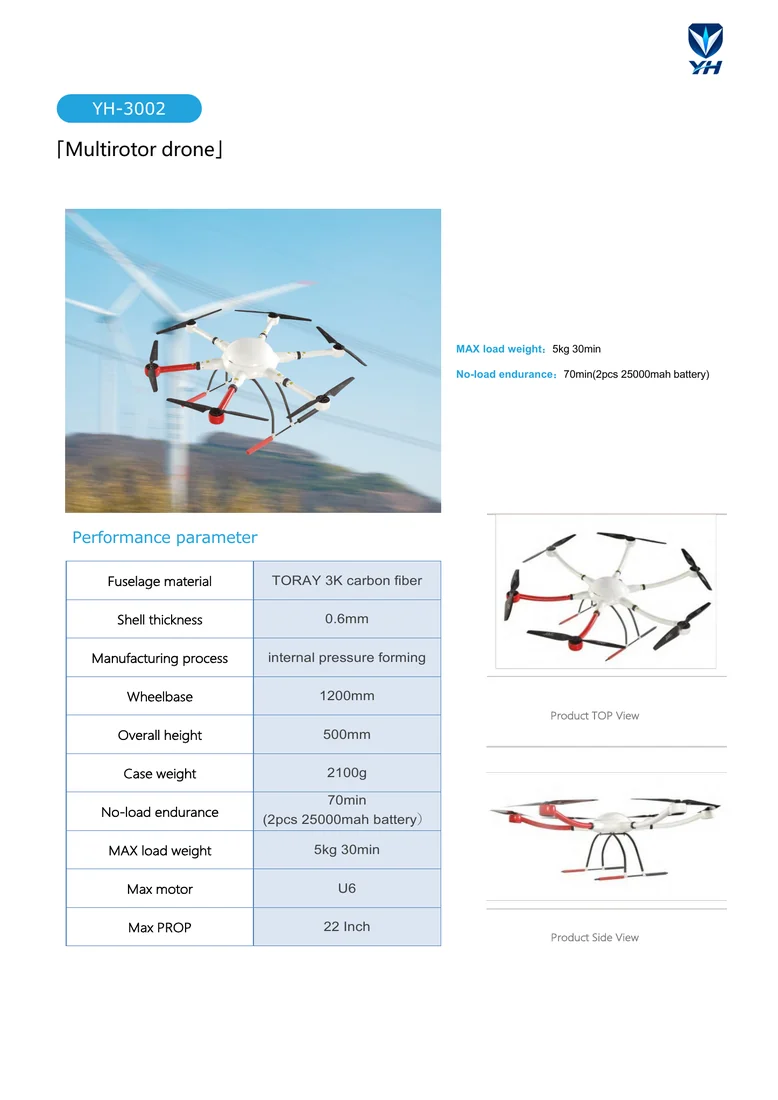 YH
YH-3002
｢Multirotor drone｣
MAX load weight：5kg 30min
No-load endurance：70min(2pcs 25000mah battery)
Performance parameter
Fuselage material TORAY 3K carbon fiber
Shell thickness 0.6mm
Manufacturing process internal pressure forming
Wheelbase 1200mm
Overall height 500mm
Case weight 2100g
No-load endurance 70min
(2pcs 25000mah battery）
MAX load weight 5kg 30min
Max motor U6
Max PROP 22 Inch
Product TOP View
Product Side View